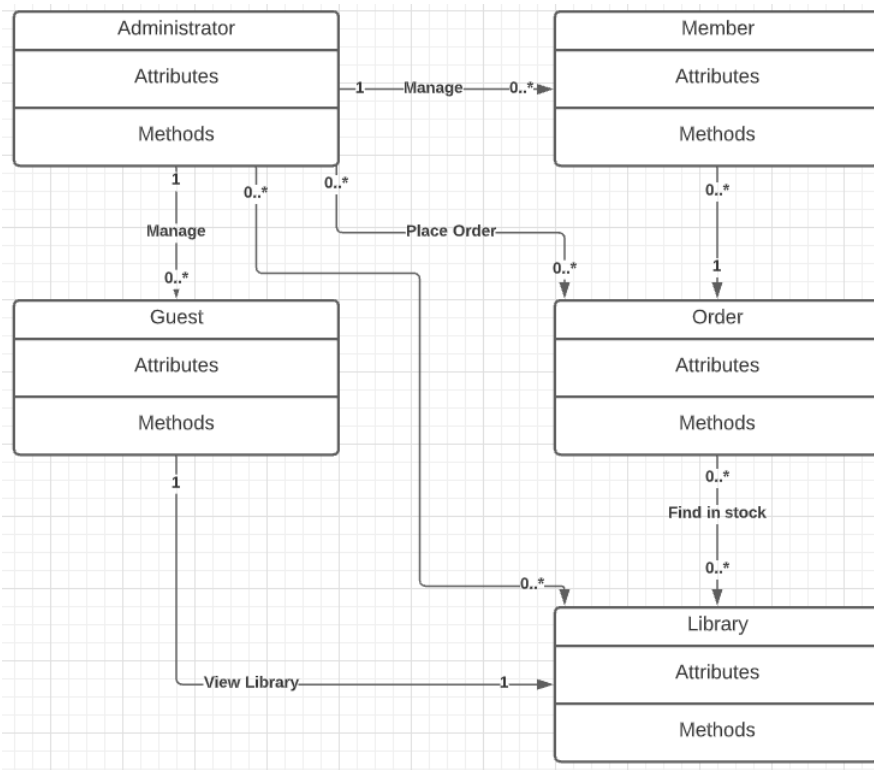 Administrator
Attributes
Methods
Member
Attributes
Methods
1 Manage 0..*
1
Manage
0..*
0..*
0..*
Place Order
0..*
0..*
1
Guest
Attributes
Methods
Order
Attributes
Methods
1
0..*
Find in stock
0..*
0..*
Library
Attributes
Methods
View Library 1